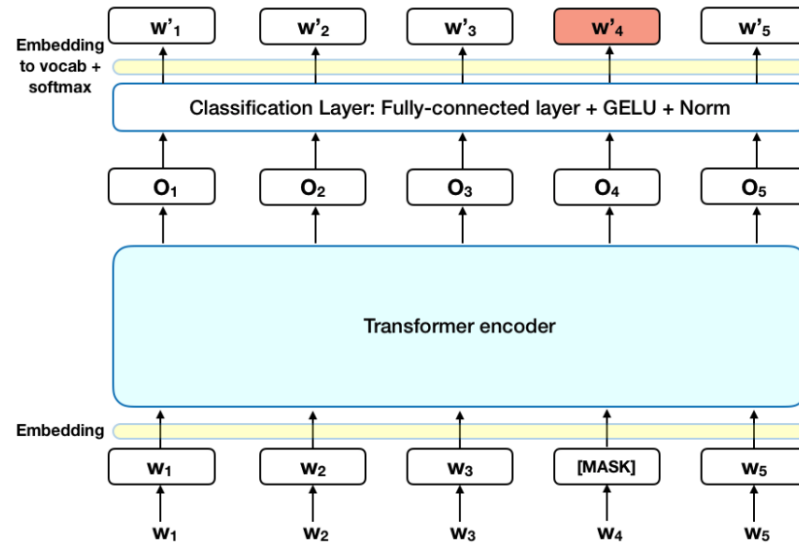 w'1 w'2 w'3 w'4 w'5
Embedding
to vocab +
softmax
Classification Layer: Fully-connected layer + GELU + Norm
O1 O2 O3 O4 O5
Transformer encoder
Embedding
W1 W2 W3 [MASK] W5
W1 W2 W3 W4 W5